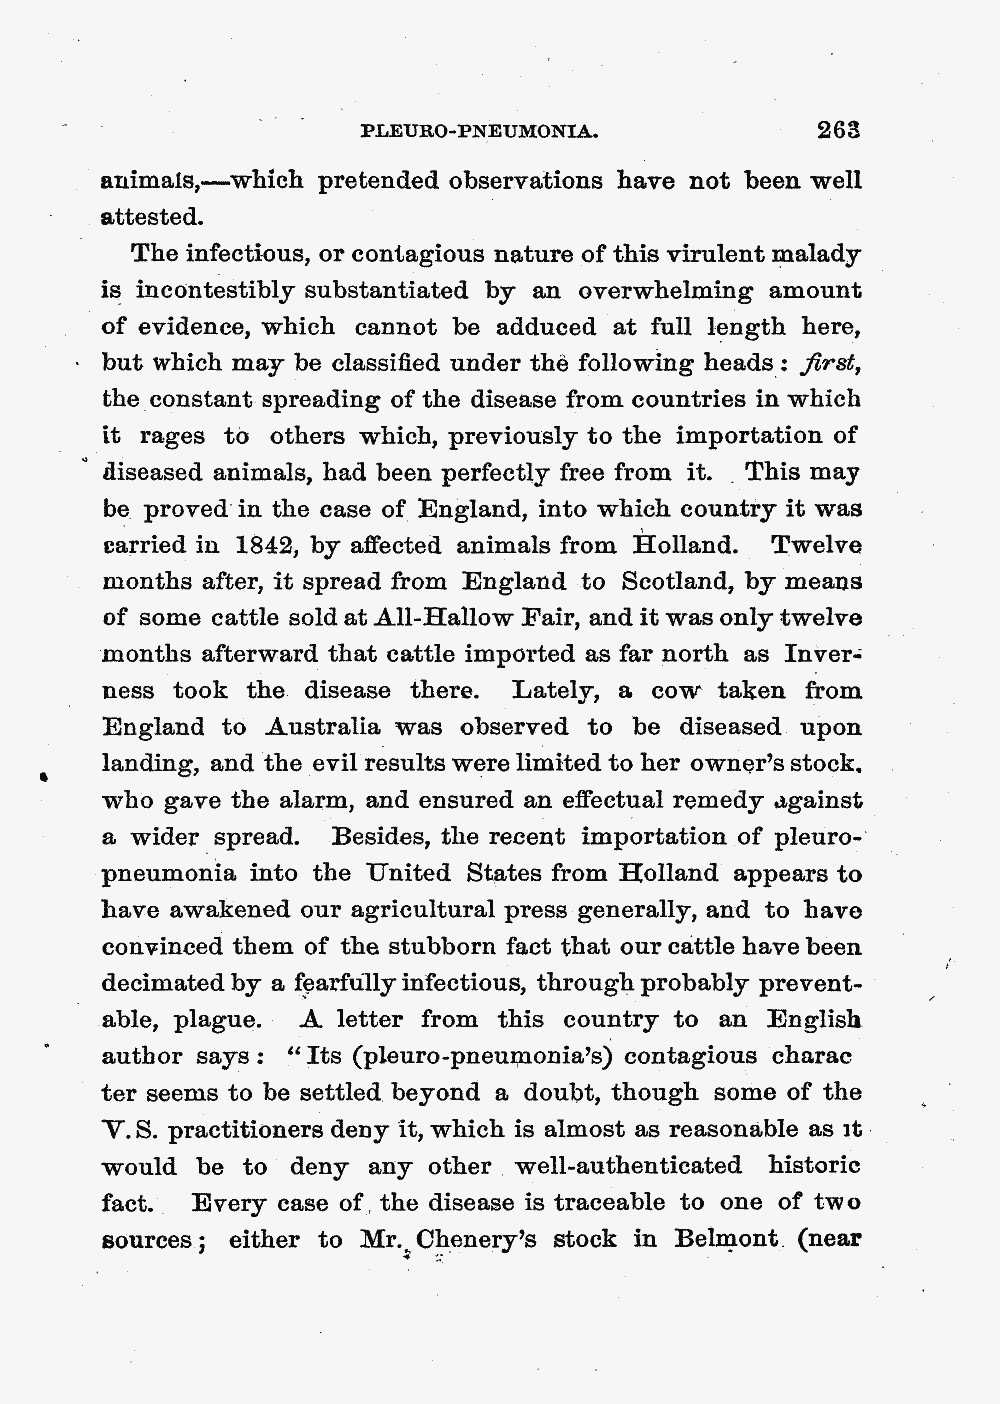 PLEURO-PNEUMONIA. 263
animals,—which pretended observations have not been well
attested.
The infectious, or contagious nature of this virulent malady
is incontestibly substantiated by an overwhelming amount
of evidence, which cannot be adduced at full length here,
but which may be classified under the following heads: first,
the constant spreading of the disease from countries in which
it rages to others which, previously to the importation of
diseased animals, had been perfectly free from it. This may
be proved in the case of England, into which country it was
carried in 1842, by affected animals from Holland. Twelve
months after, it spread from England to Scotland, by means
of some cattle sold at All-Hallow Fair, and it was only twelve
months afterward that cattle imported as far north as Inver-
ness took the disease there. Lately, a cow taken from
England to Australia was observed to be diseased upon
landing, and the evil results were limited to her owner's stock,
who gave the alarm, and ensured an effectual remedy against
a wider spread. Besides, the recent importation of pleuro-
pneumonia into the United States from Holland appears to
have awakened our agricultural press generally, and to have
convinced them of the stubborn fact that our cattle have been
decimated by a fearfully infectious, through probably prevent-
able, plague. A letter from this country to an English
author says: "Its (pleuro-pneumonia's) contagious charac
ter seems to be settled beyond a doubt, though some of the
V. S. practitioners deny it, which is almost as reasonable as it
would be to deny any other well-authenticated historic
fact. Every case of the disease is traceable to one of two
sources; either to Mr. Chenery's stock in Belmont (near